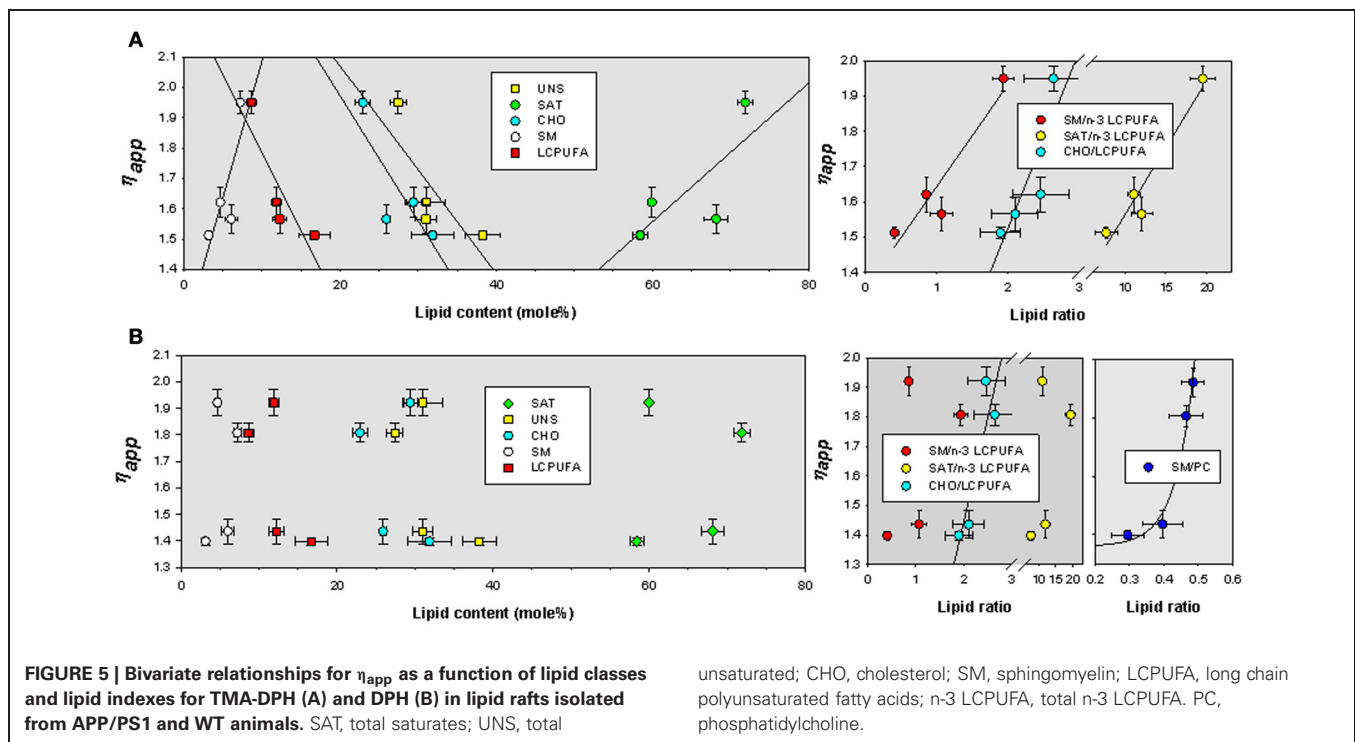 A
2.1
2.0
1.9
1.8
1.7
1.6
1.5
1.4
ηapp
0 20 40 60 80
Lipid content (mole%)
UNS
SAT
CHO
SM
LCPUFA
2.0
1.9
1.8
1.7
1.6
1.5
1.4
ηapp
0 1 2 3 10 15 20
Lipid ratio
SM/n-3 LCPUFA
SAT/n-3 LCPUFA
CHO/LCPUFA
B
2.1
2.0
1.9
1.8
1.7
1.6
1.5
1.4
1.3
ηapp
0 20 40 60 80
Lipid content (mole%)
SAT
UNS
CHO
SM
LCPUFA
2.0
1.9
1.8
1.7
1.6
1.5
1.4
1.3
ηapp
0 1 2 3 10 15 20
Lipid ratio
SM/n-3 LCPUFA
SAT/n-3 LCPUFA
CHO/LCPUFA
SM/PC
0.2 0.3 0.4 0.5 0.6
Lipid ratio
FIGURE 5 | Bivariate relationships for ηapp as a function of lipid classes
and lipid indexes for TMA-DPH (A) and DPH (B) in lipid rafts isolated
from APP/PS1 and WT animals. SAT, total saturates; UNS, total
unsaturated; CHO, cholesterol; SM, sphingomyelin; LCPUFA, long chain
polyunsaturated fatty acids; n-3 LCPUFA, total n-3 LCPUFA. PC,
phosphatidylcholine.